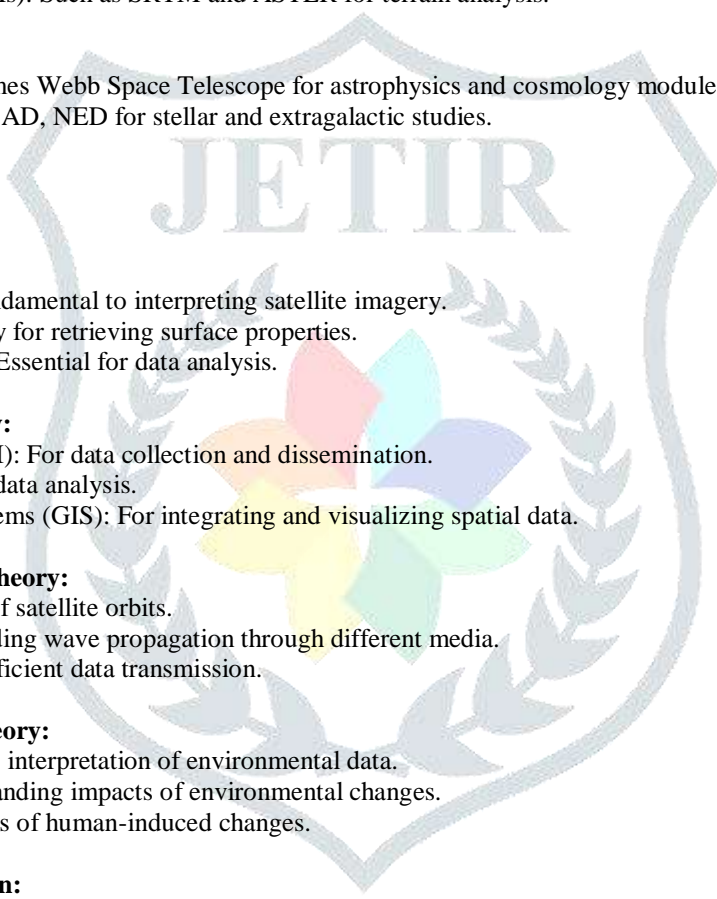 s): Such as SRTM and ASTER for terrain analysis.
nes Webb Space Telescope for astrophysics and cosmology module
AD, NED for stellar and extragalactic studies.
JETIR
ndamental to interpreting satellite imagery.
y for retrieving surface properties.
Essential for data analysis.
y:
I): For data collection and dissemination.
data analysis.
ems (GIS): For integrating and visualizing spatial data.
heory:
of satellite orbits.
ding wave propagation through different media.
ficient data transmission.
eory:
interpretation of environmental data.
anding impacts of environmental changes.
s of human-induced changes.
n: